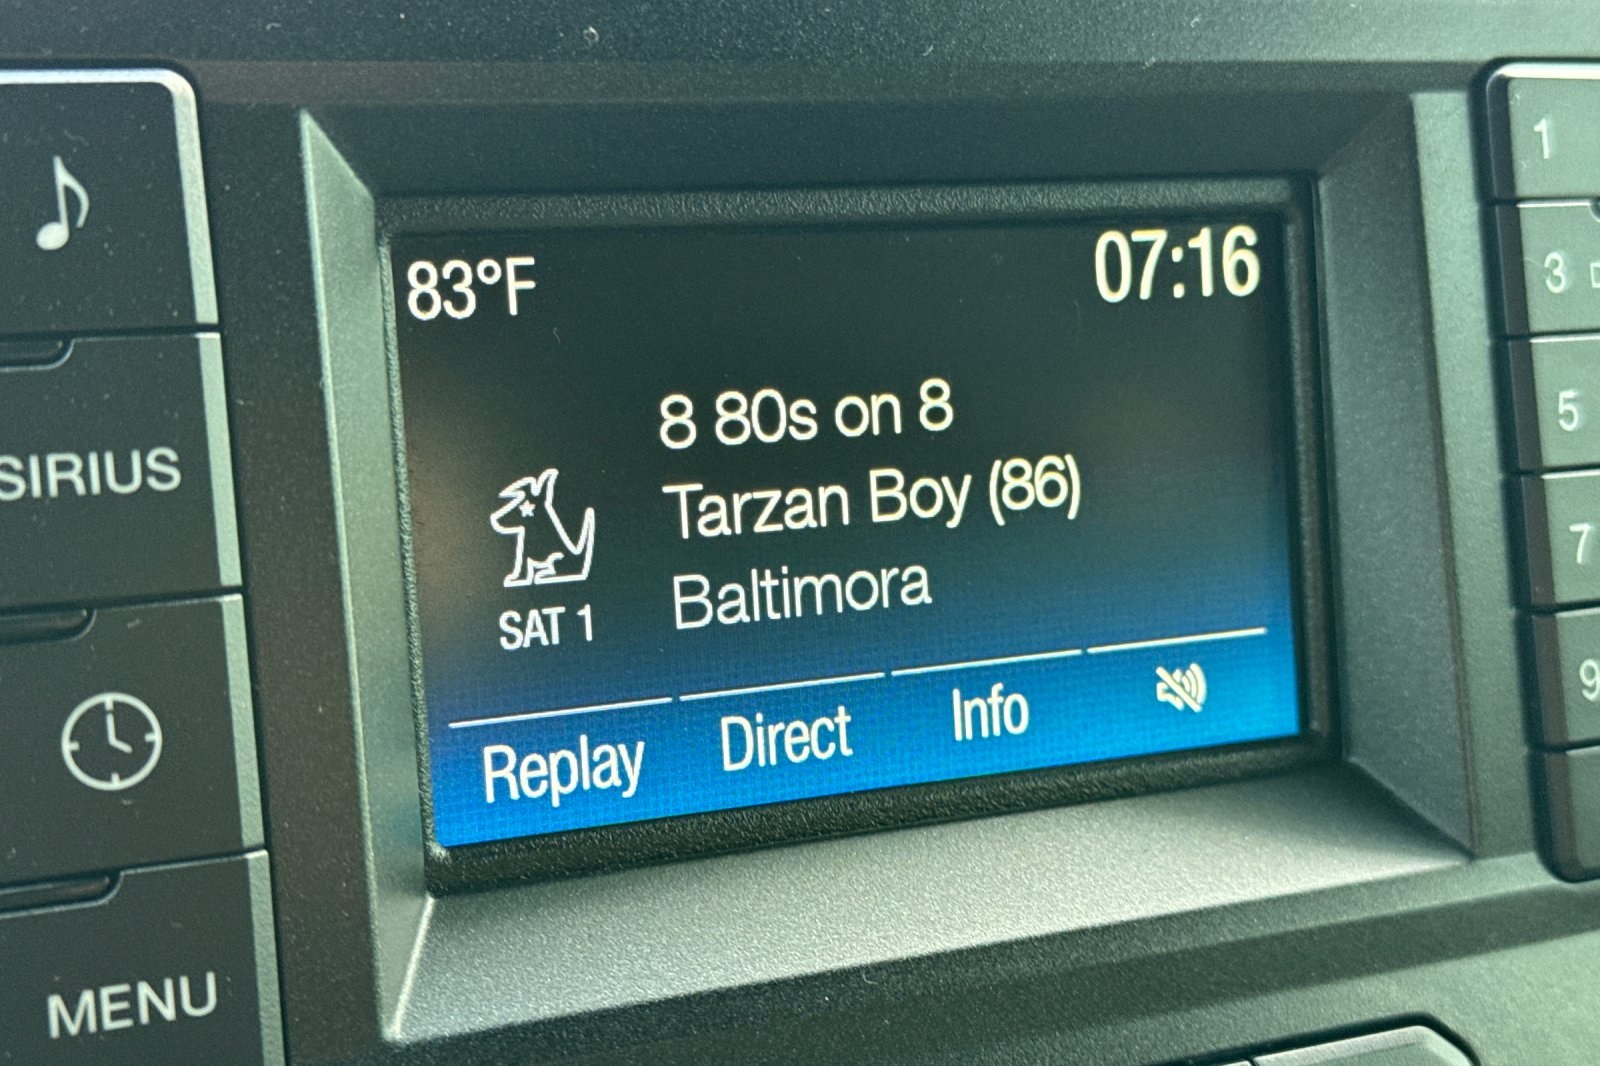 83°F
07:16
8 80s on 8
Tarzan Boy (86)
Baltimora
SAT 1
Replay
Direct
Info
SIRIUS
MENU
1
3
5
7
9